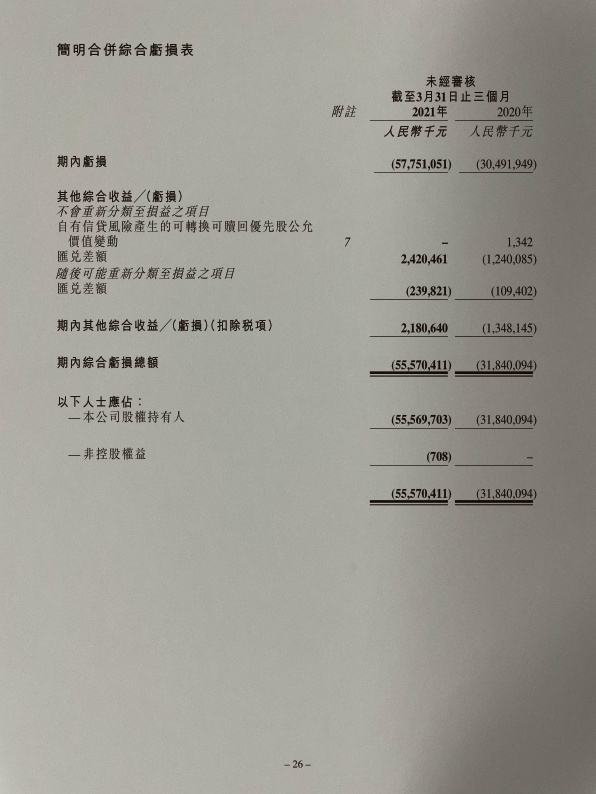 簡明合併綜合虧損表
未經審核
截至3月31日止三個月
附註 2021年 2020年
人民幣千元 人民幣千元
期內虧損 (57,751,051) (30,491,949)
其他綜合收益／(虧損)
不會重新分類至損益之項目
自有信貸風險產生的可轉換可贖回優先股公允
價值變動 7 – 1,342
匯兌差額 2,420,461 (1,240,085)
隨後可能重新分類至損益之項目
匯兌差額 (239,821) (109,402)
期內其他綜合收益／(虧損)(扣除稅項) 2,180,640 (1,348,145)
期內綜合虧損總額 (55,570,411) (31,840,094)
以下人士應佔：
—本公司股權持有人 (55,569,703) (31,840,094)
—非控股權益 (708) –
(55,570,411) (31,840,094)
– 26 –